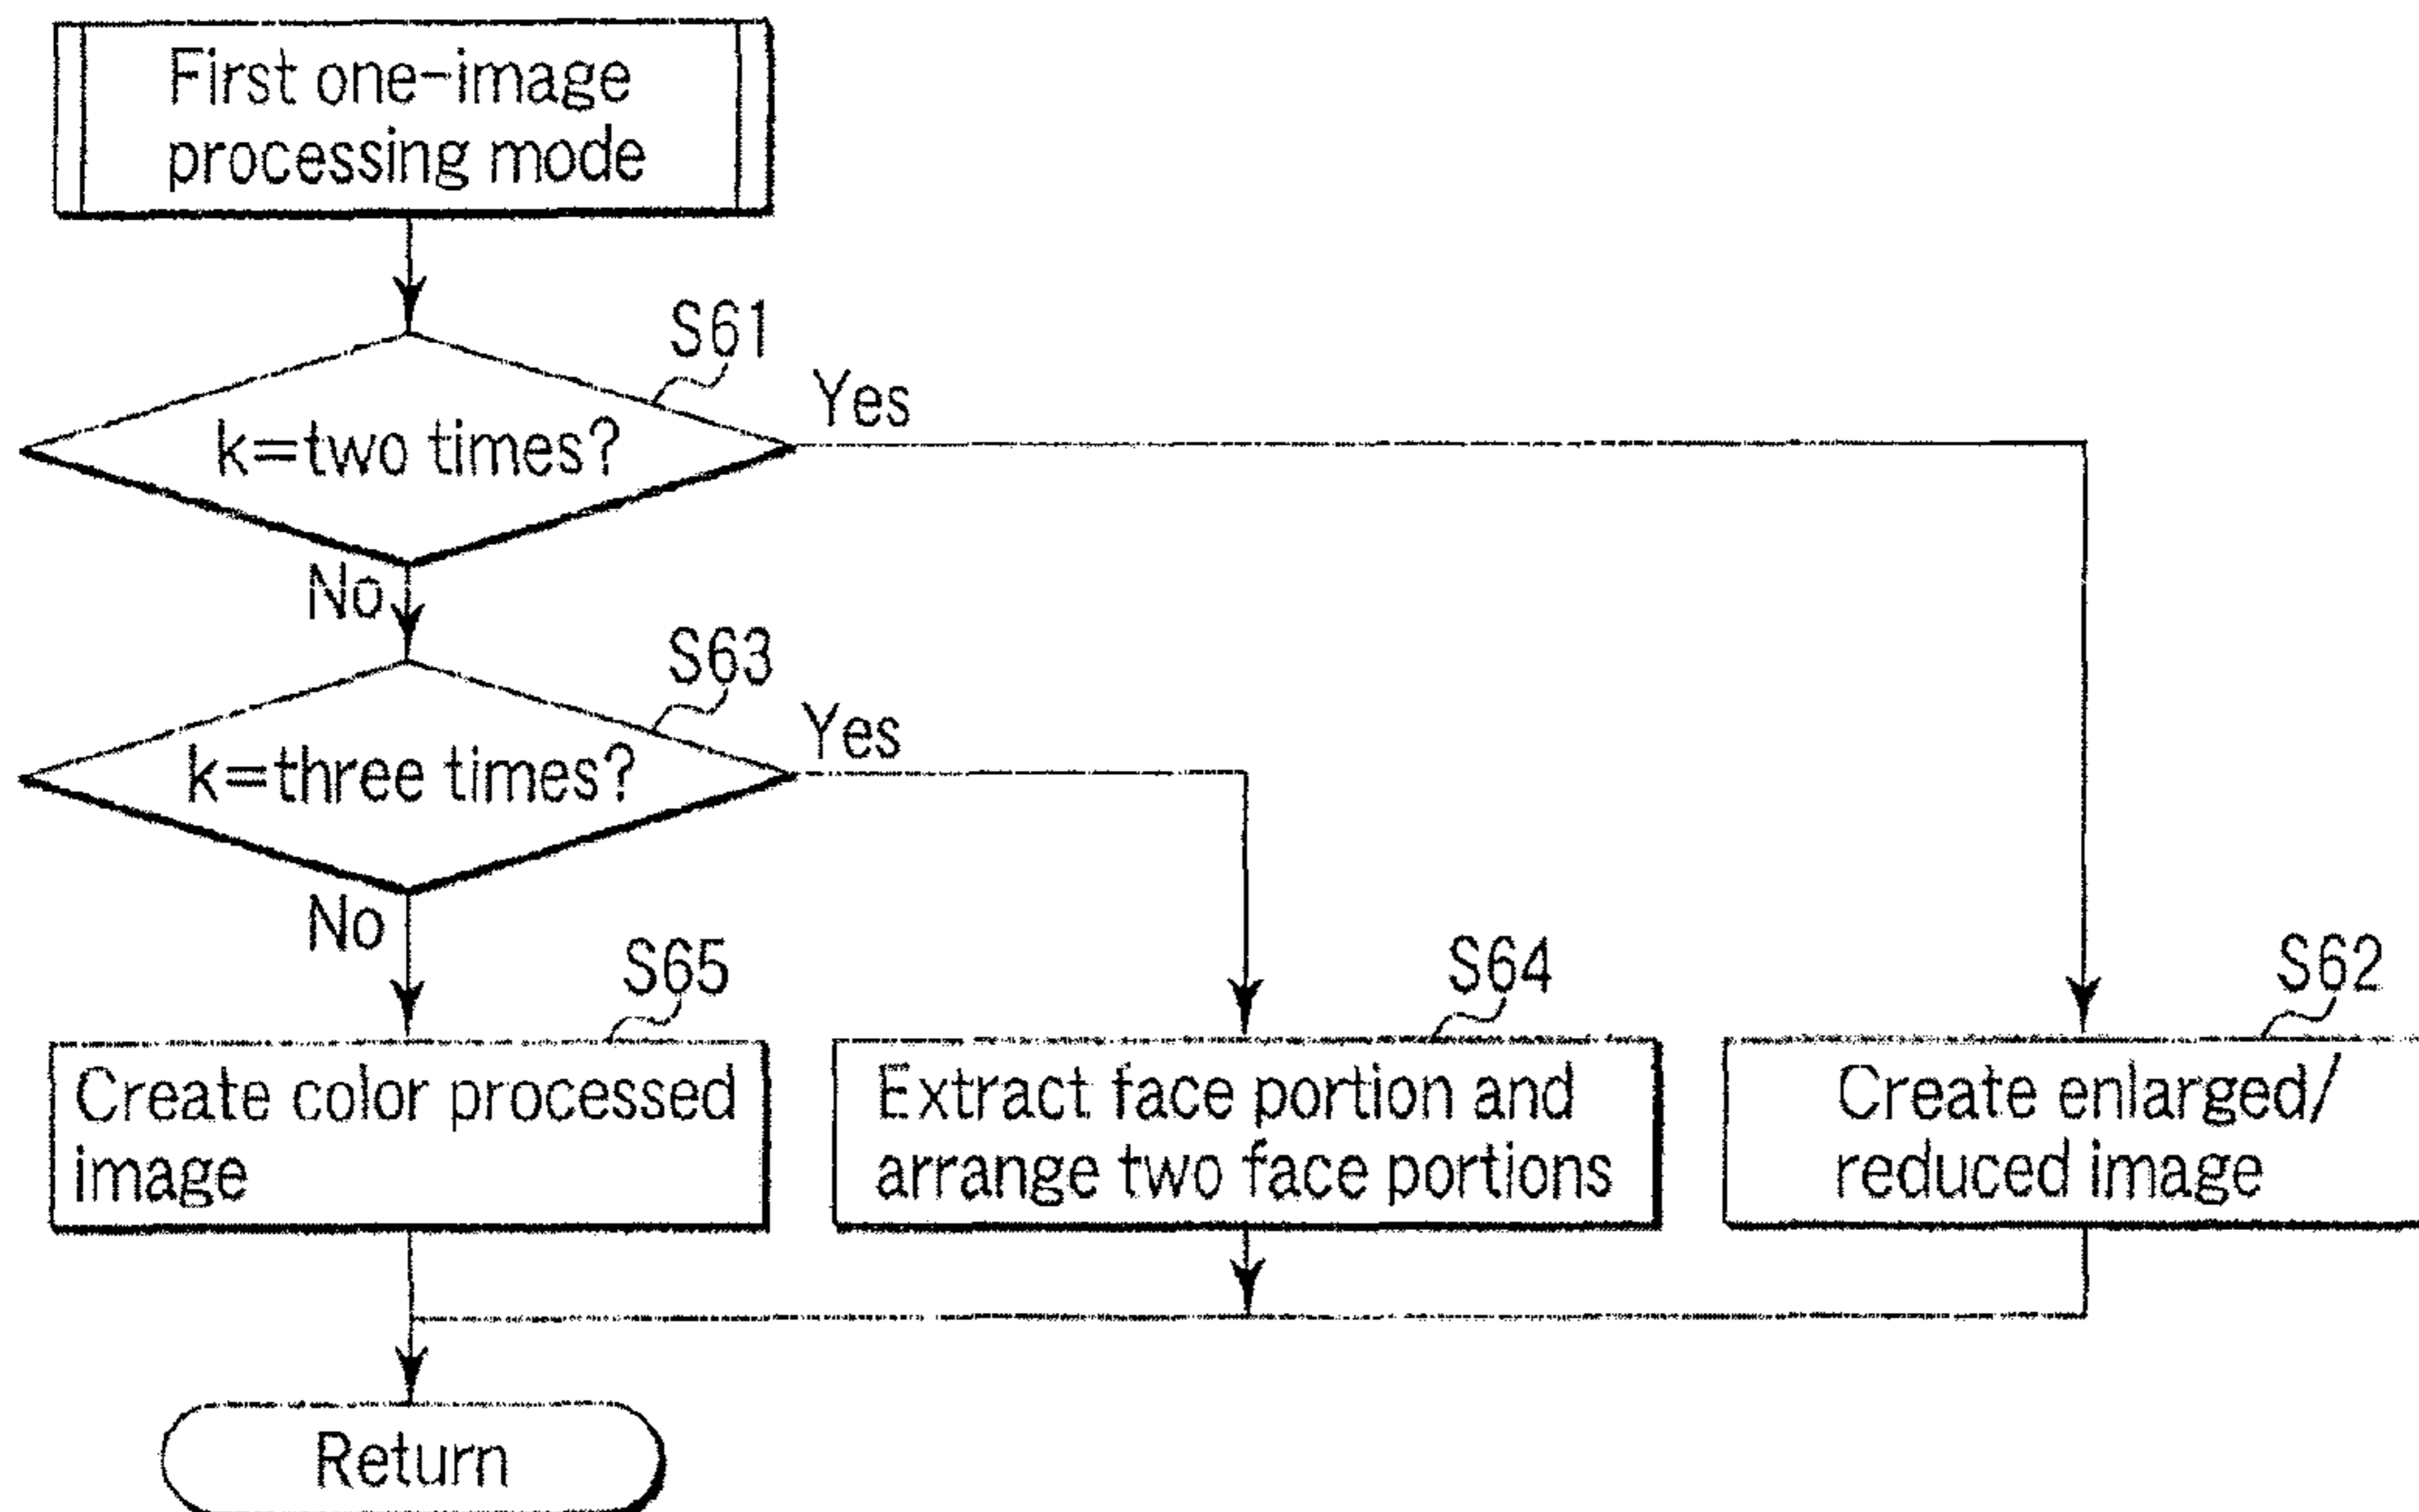 First one-image
processing mode
S61
Yes
k=two times?
No
S63
Yes
k=three times?
No
S65
S64
S62
Create color processed
image
Extract face portion and
arrange two face portions
Create enlarged/
reduced image
Return